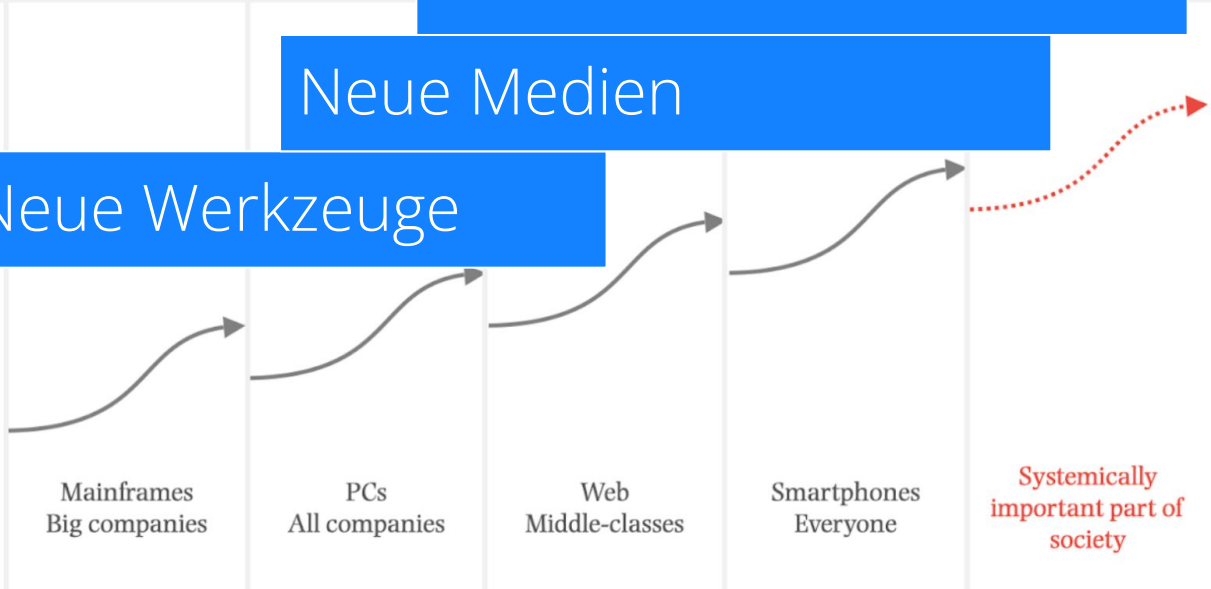 Neue Medien
Neue Werkzeuge
Mainframes
Big companies
PCs
All companies
Web
Middle-classes
Smartphones
Everyone
Systemically
important part of
society